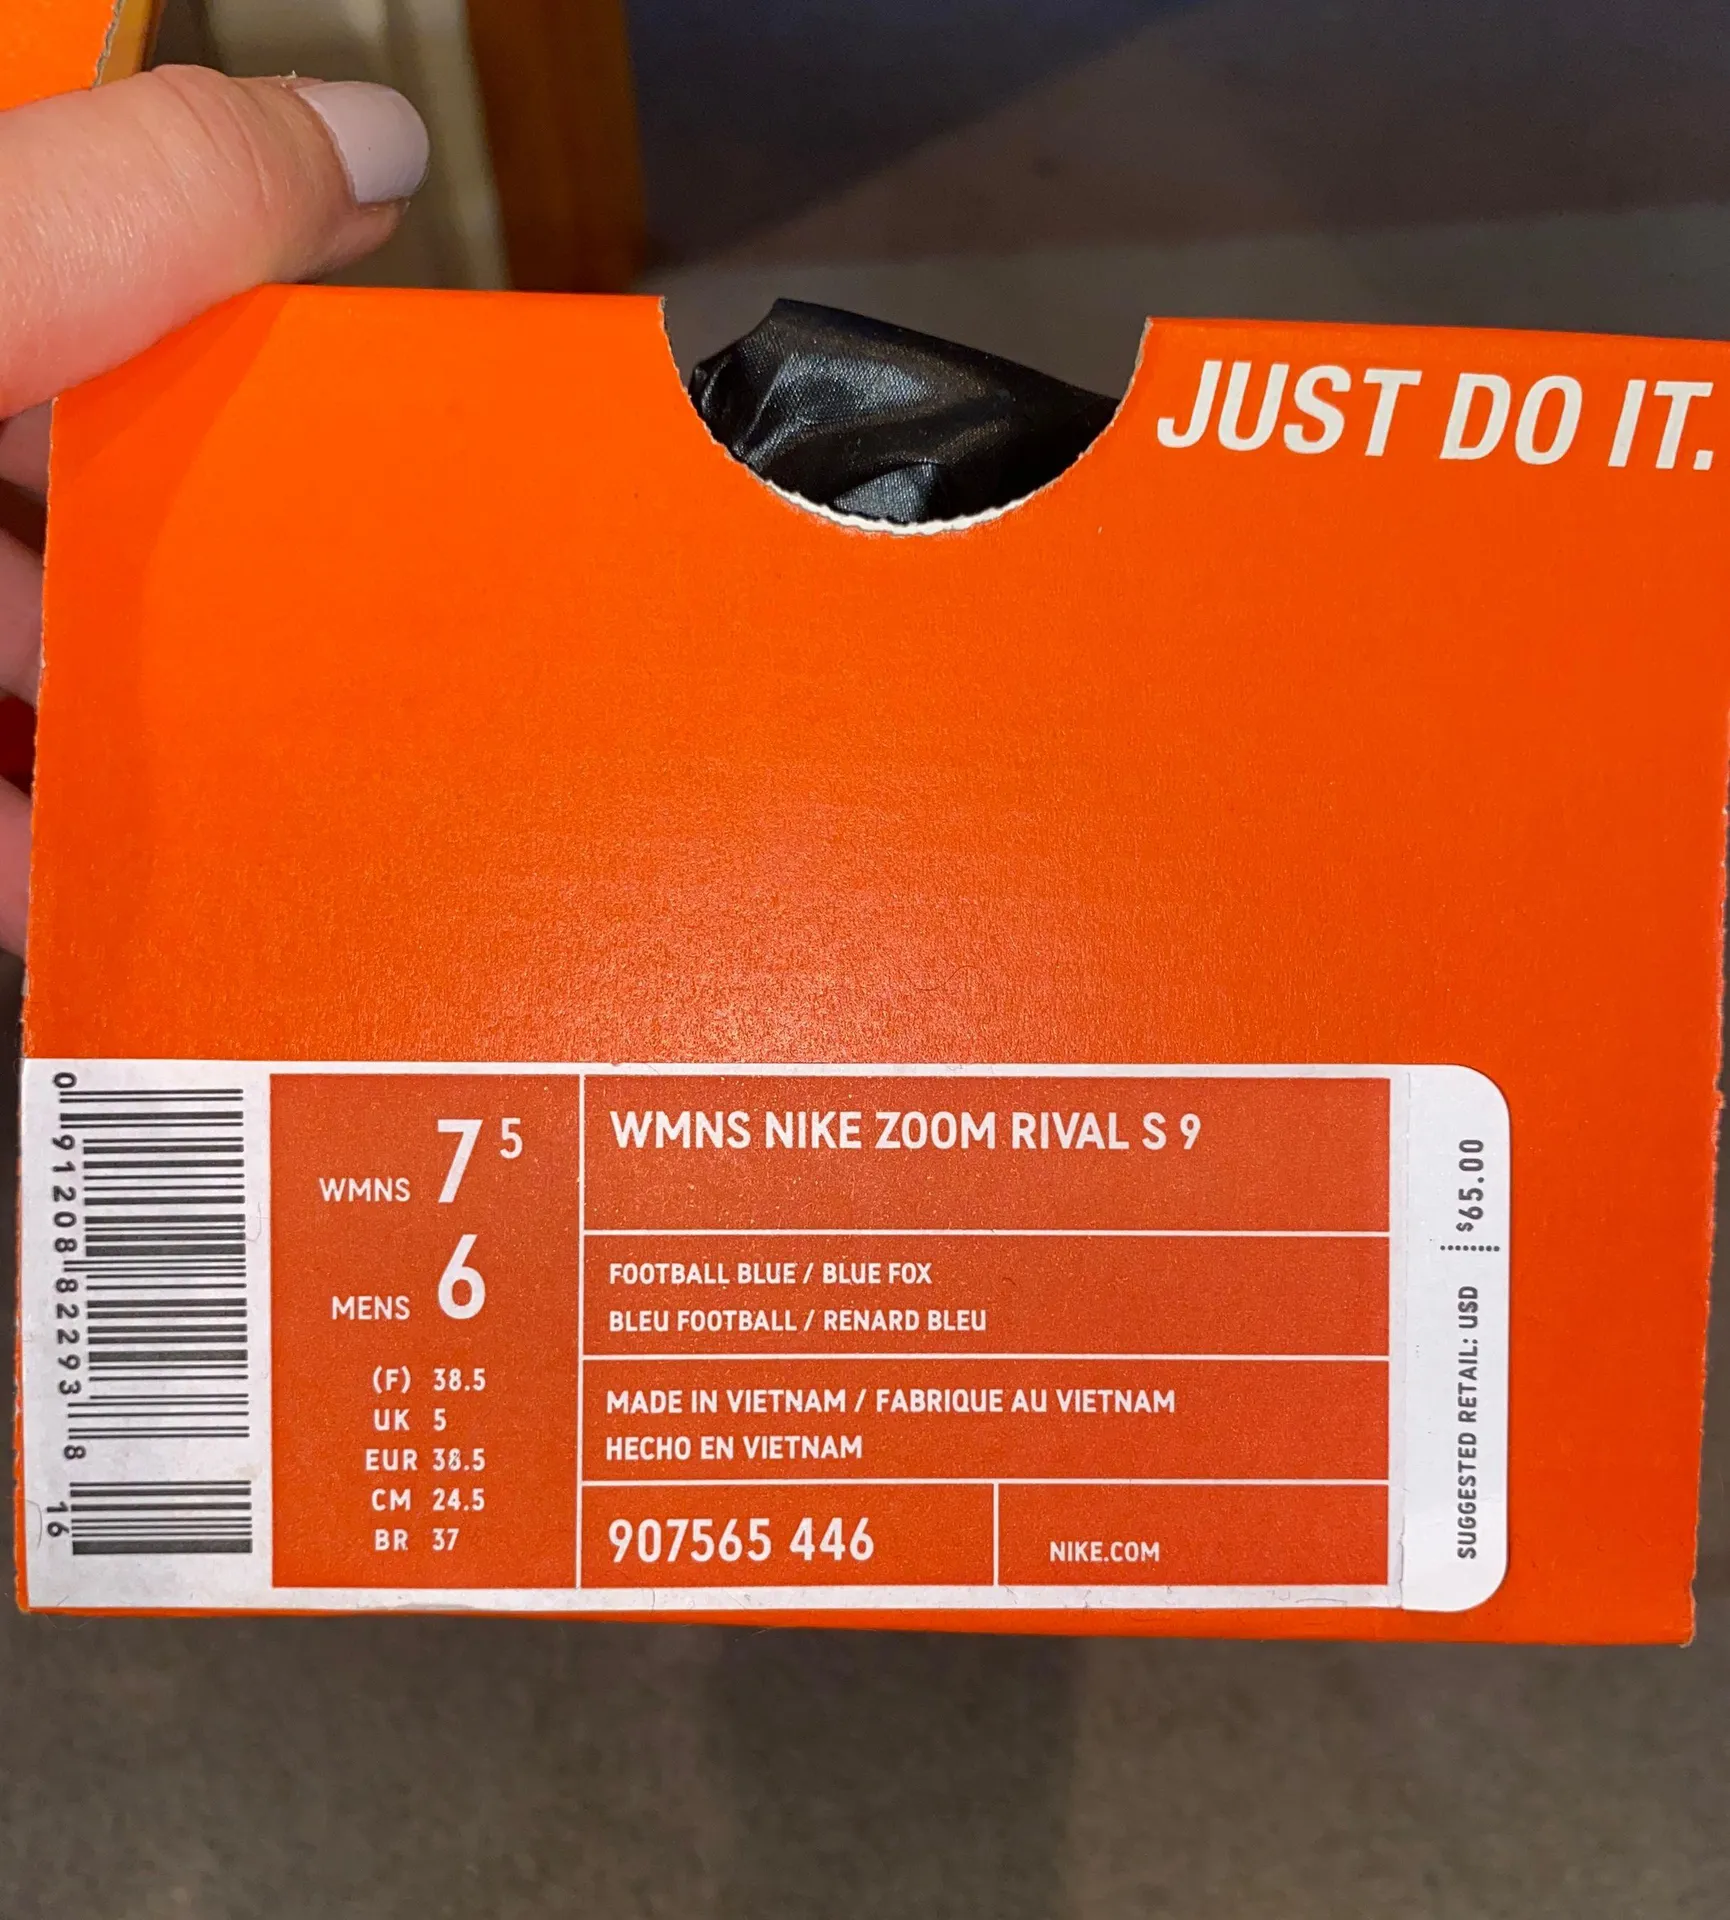 JUST DO IT.
0 91208 82293 8
16
WMNS 7 5
MENS 6
(F) 38.5
UK 5
EUR 38.5
CM 24.5
BR 37
WMNS NIKE ZOOM RIVAL S 9
FOOTBALL BLUE / BLUE FOX
BLEU FOOTBALL / RENARD BLEU
MADE IN VIETNAM / FABRIQUE AU VIETNAM
HECHO EN VIETNAM
907565 446
NIKE.COM
SUGGESTED RETAIL: USD $65.00